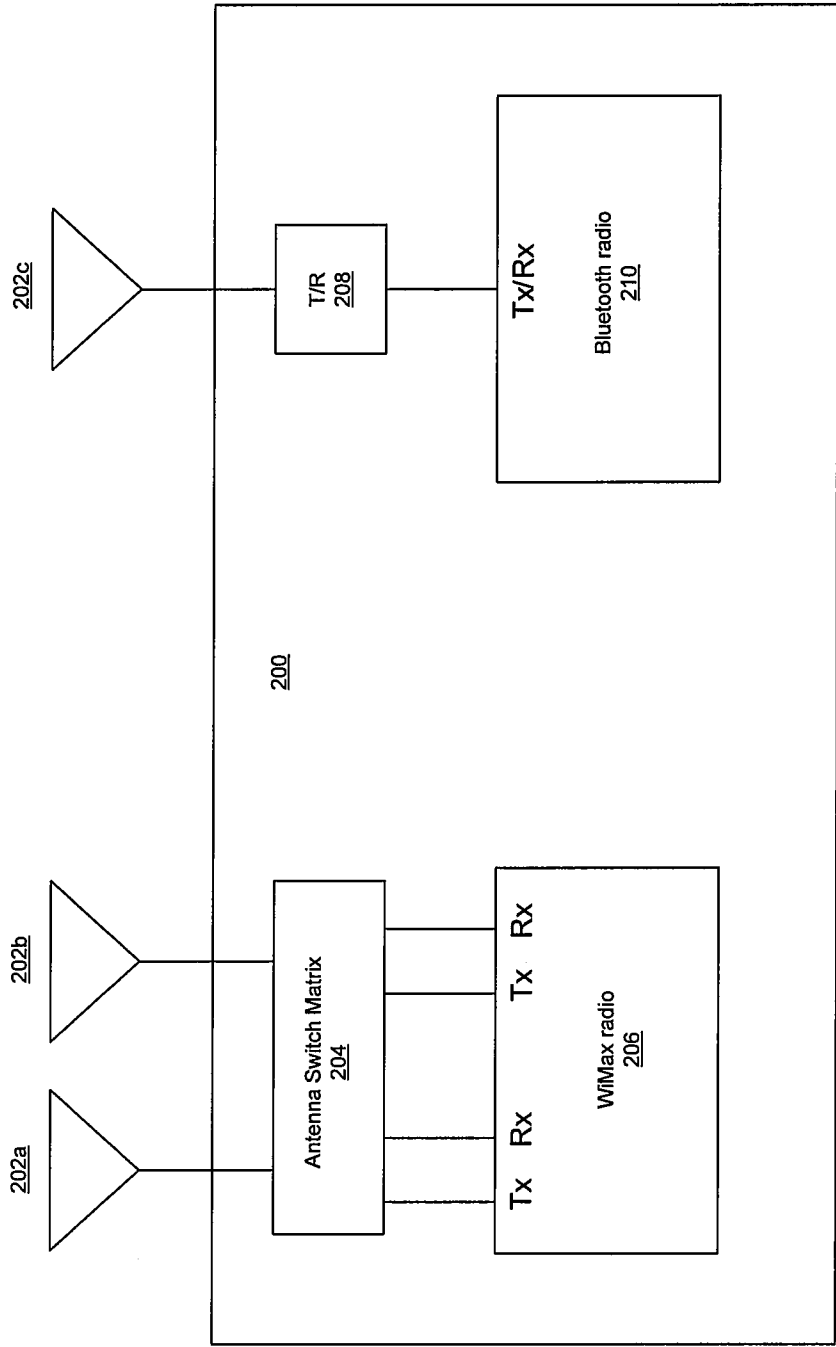 202a
202b
202c
Antenna Switch Matrix
204
T/R
208
200
Tx
Rx
Tx
Rx
WiMax radio
206
Tx/Rx
Bluetooth radio
210